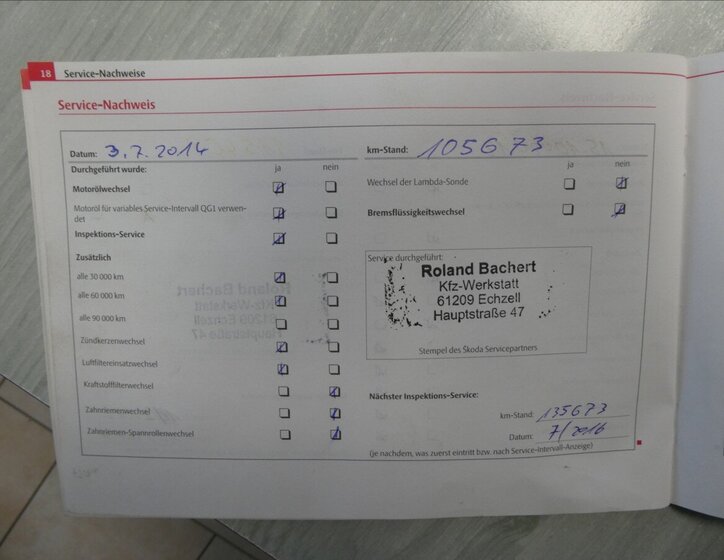 18 Service-Nachweise
Service-Nachweis
Datum: 3.7.2014
km-Stand: 105673
Durchgeführt wurde: ja nein
ja nein
Motorölwechsel
Wechsel der Lambda-Sonde
Motoröl für variables Service-Intervall QG1 verwen-
det
Bremsflüssigkeitswechsel
Inspektions-Service
Zusätzlich
alle 30 000 km
alle 60 000 km
alle 90 000 km
Zündkerzenwechsel
Luftfiltereinsatzwechsel
Kraftstofffilterwechsel
Zahnriemenwechsel
Zahnriemen-Spannrollenwechsel
Service durchgeführt:
Roland Bachert
Kfz-Werkstatt
61209 Echzell
Hauptstraße 47
Stempel des Škoda Servicepartners
Nächster Inspektions-Service:
km-Stand: 135673
Datum: 7/2016
(je nachdem, was zuerst eintritt bzw. nach Service-Intervall-Anzeige)